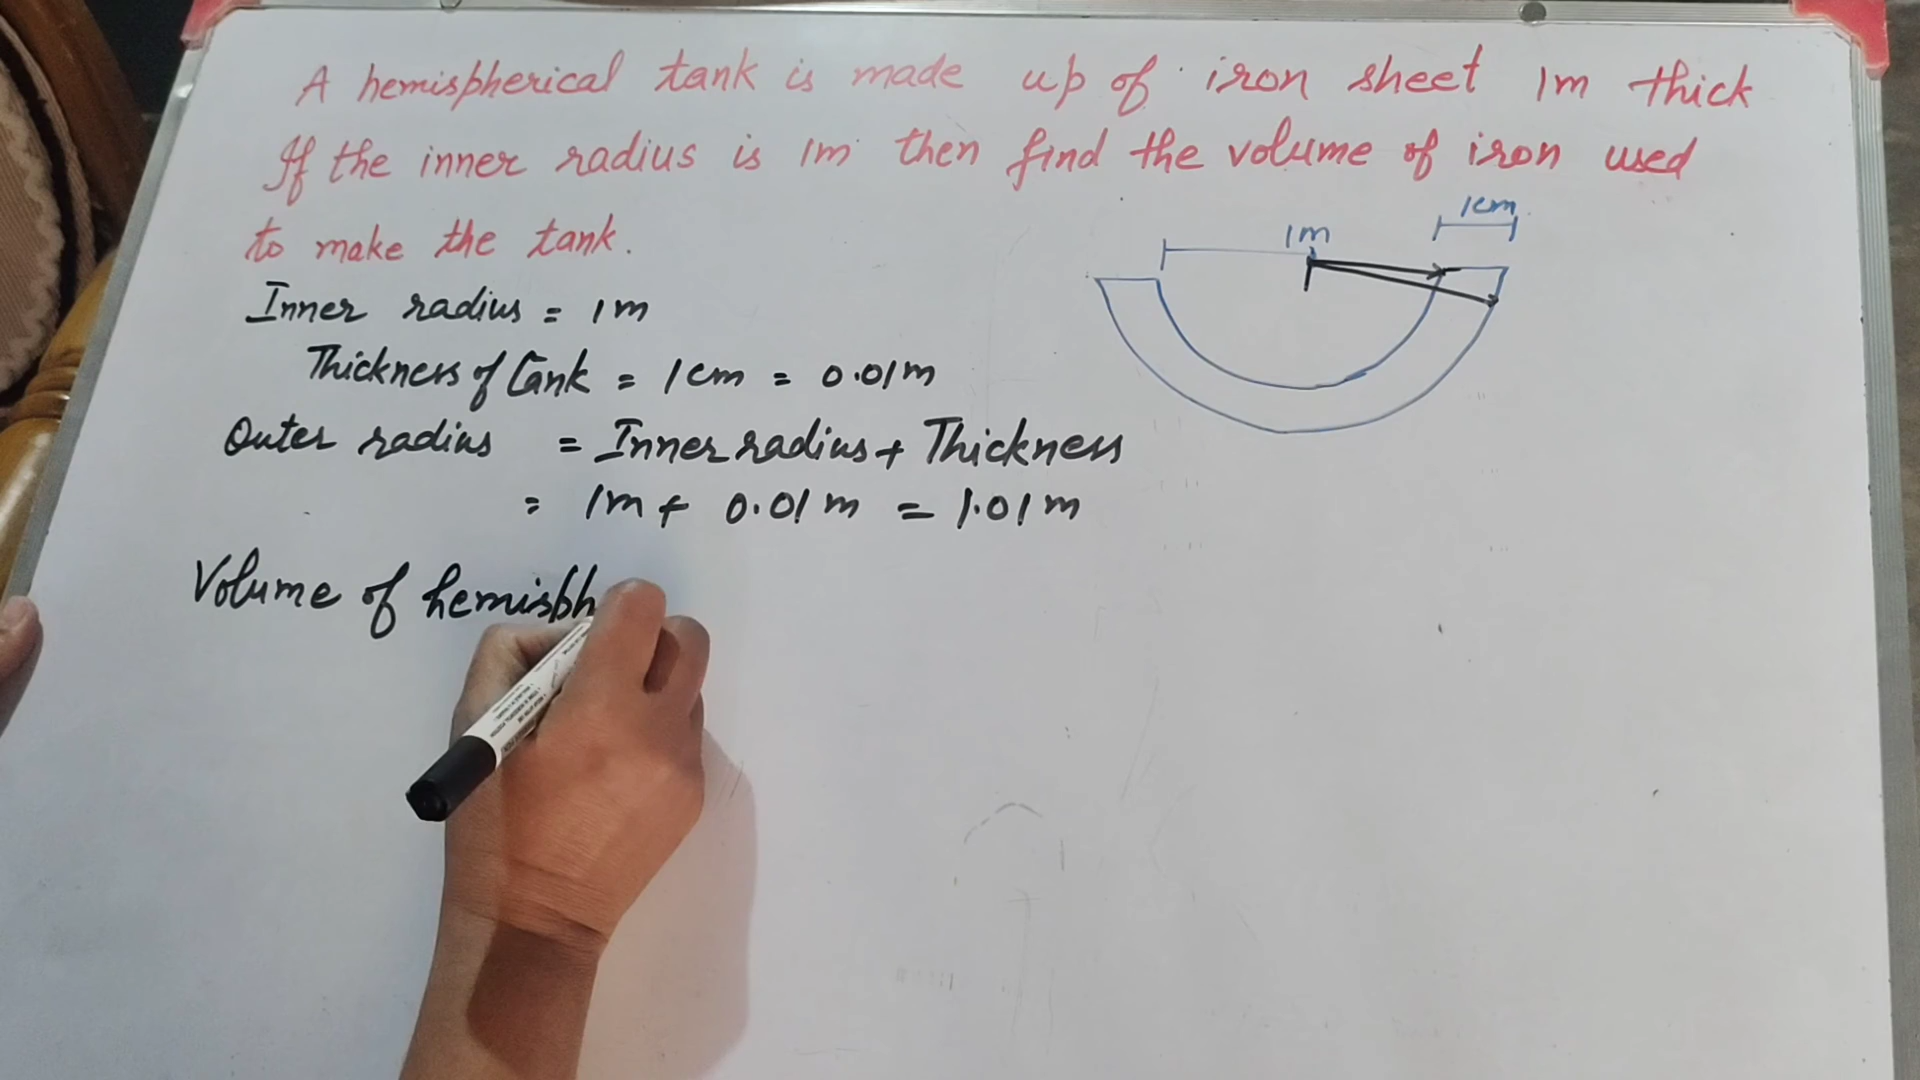 A hemispherical tank is made up of iron sheet 1m thick
If the inner radius is 1m then find the volume of iron used
to make the tank.
1cm
1m
Inner radius = 1m
Thickness of Tank = 1cm = 0.01m
Outer radius = Inner radius + Thickness
= 1m + 0.01m = 1.01m
Volume of hemisph